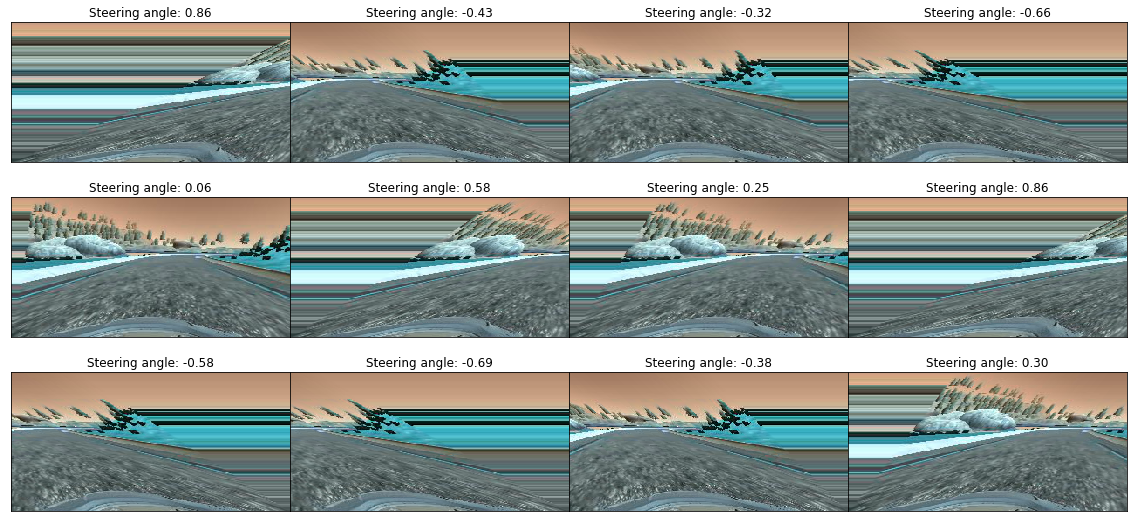 Steering angle: 0.86
Steering angle: -0.43
Steering angle: -0.32
Steering angle: -0.66
Steering angle: 0.06
Steering angle: 0.58
Steering angle: 0.25
Steering angle: 0.86
Steering angle: -0.58
Steering angle: -0.69
Steering angle: -0.38
Steering angle: 0.30